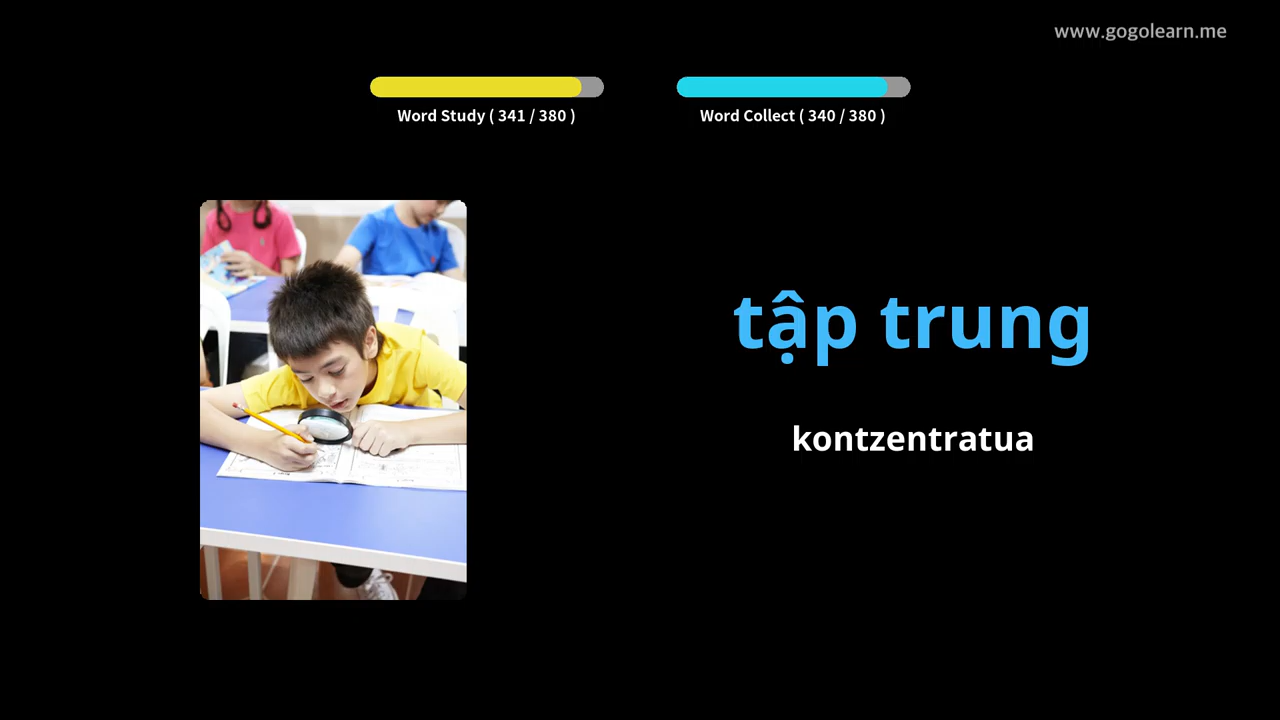 www.gogolearn.me
Word Study ( 341 / 380 )
Word Collect ( 340 / 380 )
tập trung
kontzentratua